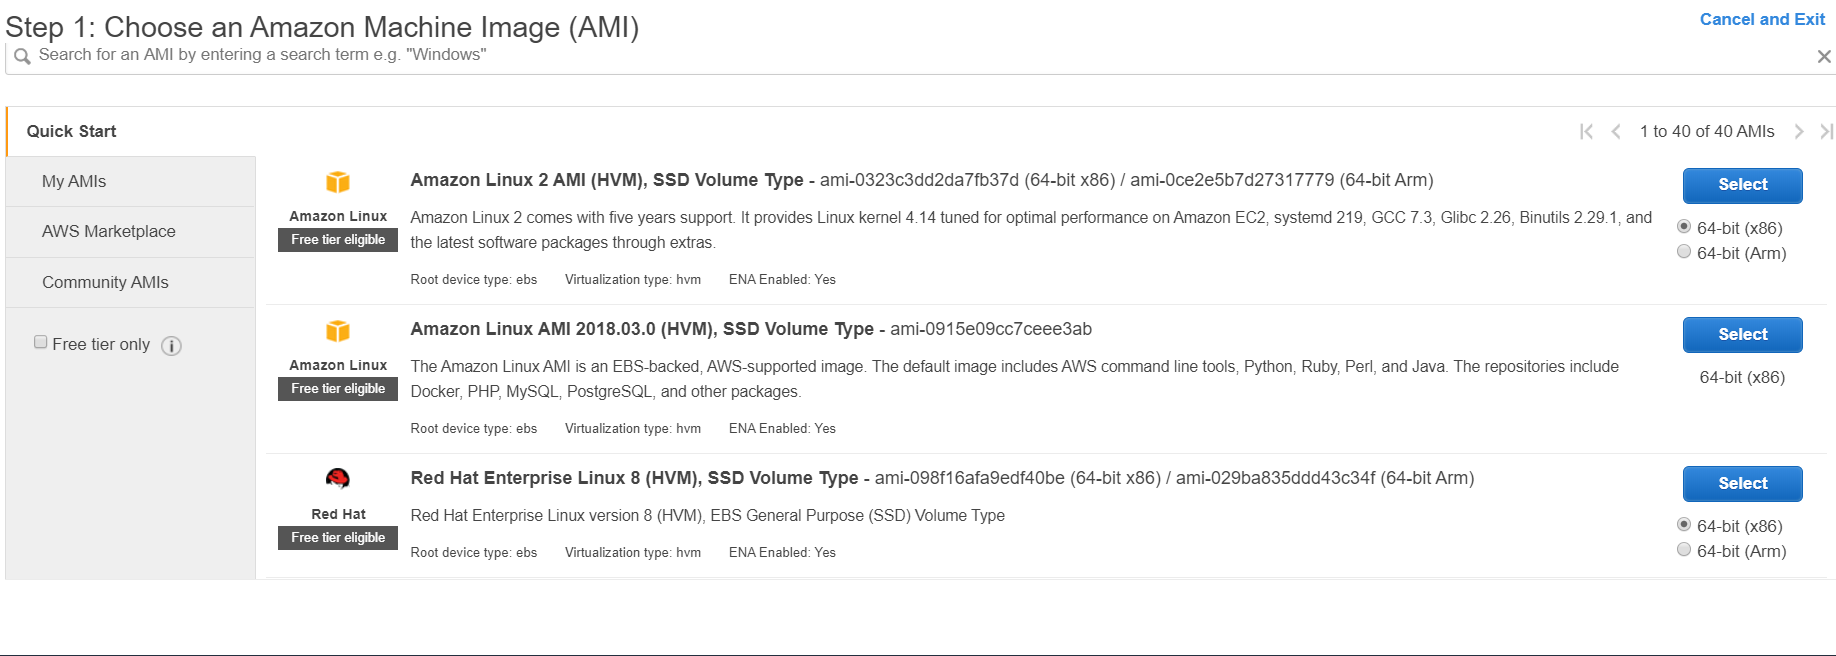 Step 1: Choose an Amazon Machine Image (AMI)
Cancel and Exit
Search for an AMI by entering a search term e.g. "Windows"
Quick Start
1 to 40 of 40 AMIs
My AMIs
AWS Marketplace
Community AMIs
Free tier only
Amazon Linux
Free tier eligible
Amazon Linux 2 AMI (HVM), SSD Volume Type - ami-0323c3dd2da7fb37d (64-bit x86) / ami-0ce2e5b7d27317779 (64-bit Arm)
Amazon Linux 2 comes with five years support. It provides Linux kernel 4.14 tuned for optimal performance on Amazon EC2, systemd 219, GCC 7.3, Glibc 2.26, Binutils 2.29.1, and
the latest software packages through extras.
Root device type: ebs Virtualization type: hvm ENA Enabled: Yes
Select
64-bit (x86)
64-bit (Arm)
Amazon Linux
Free tier eligible
Amazon Linux AMI 2018.03.0 (HVM), SSD Volume Type - ami-0915e09cc7ceee3ab
The Amazon Linux AMI is an EBS-backed, AWS-supported image. The default image includes AWS command line tools, Python, Ruby, Perl, and Java. The repositories include
Docker, PHP, MySQL, PostgreSQL, and other packages.
Root device type: ebs Virtualization type: hvm ENA Enabled: Yes
Select
64-bit (x86)
Red Hat
Free tier eligible
Red Hat Enterprise Linux 8 (HVM), SSD Volume Type - ami-098f16afa9edf40be (64-bit x86) / ami-029ba835ddd43c34f (64-bit Arm)
Red Hat Enterprise Linux version 8 (HVM), EBS General Purpose (SSD) Volume Type
Root device type: ebs Virtualization type: hvm ENA Enabled: Yes
Select
64-bit (x86)
64-bit (Arm)